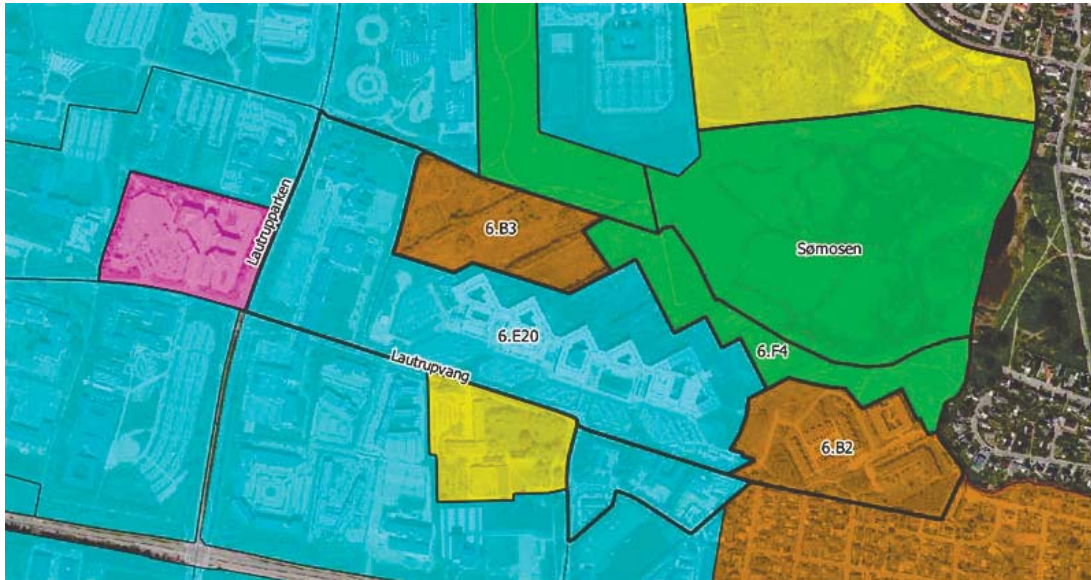 Lautrupparken
6.B3
Sømosen
6.E20
6.F4
Lautrupvang
6.B2